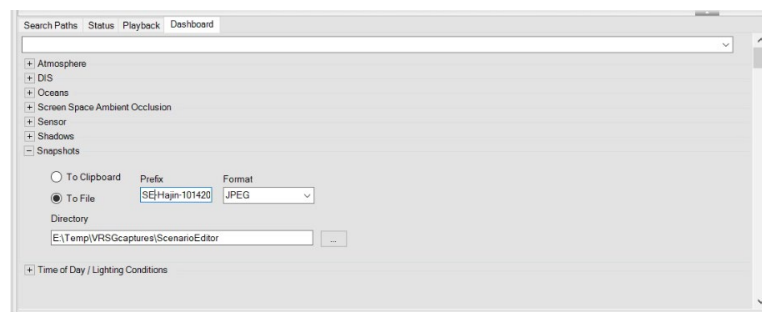 Search Paths Status Playback Dashboard
Atmosphere
DIS
Oceans
Screen Space Ambient Occlusion
Sensor
Shadows
Snapshots
To Clipboard Prefix Format
To File SE-Hajin-101420 JPEG
Directory
E:\Temp\VRSGcaptures\ScenarioEditor ...
Time of Day / Lighting Conditions